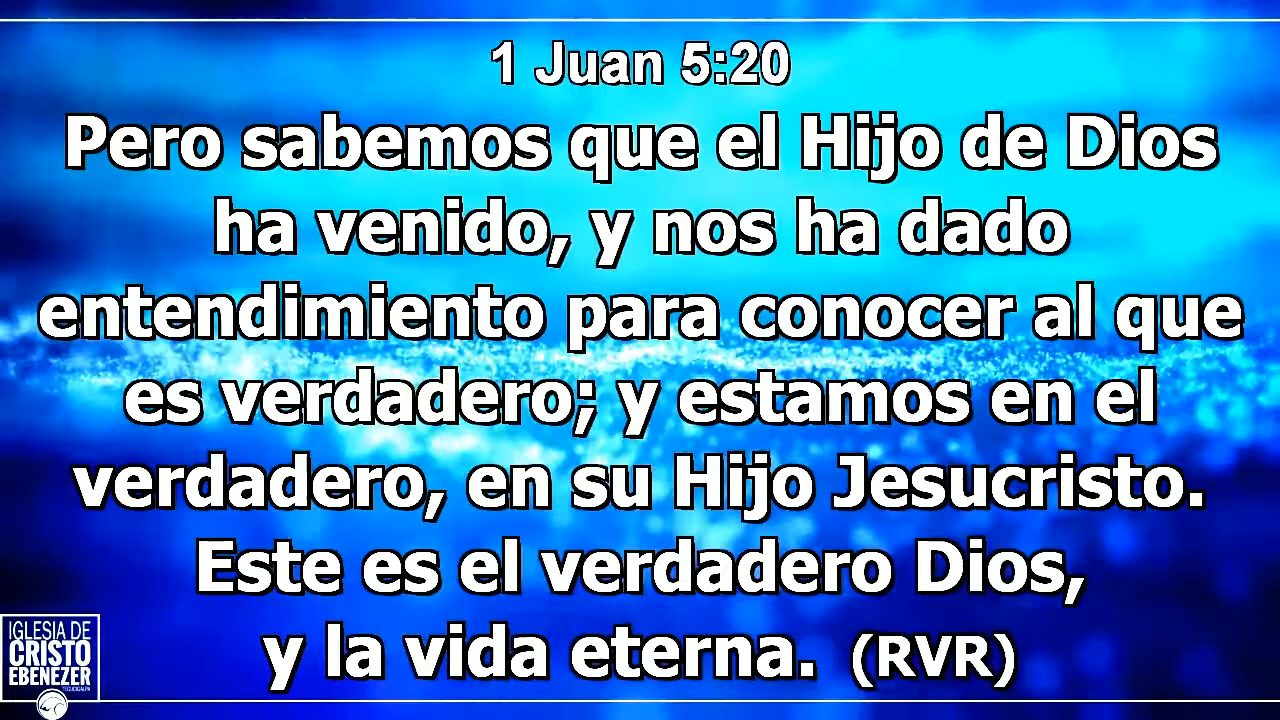 1 Juan 5:20
Pero sabemos que el Hijo de Dios
ha venido, y nos ha dado
entendimiento para conocer al que
es verdadero; y estamos en el
verdadero, en su Hijo Jesucristo.
Este es el verdadero Dios,
y la vida eterna. (RVR)
IGLESIA DE
CRISTO
EBENEZER
TEGUCIGALPA